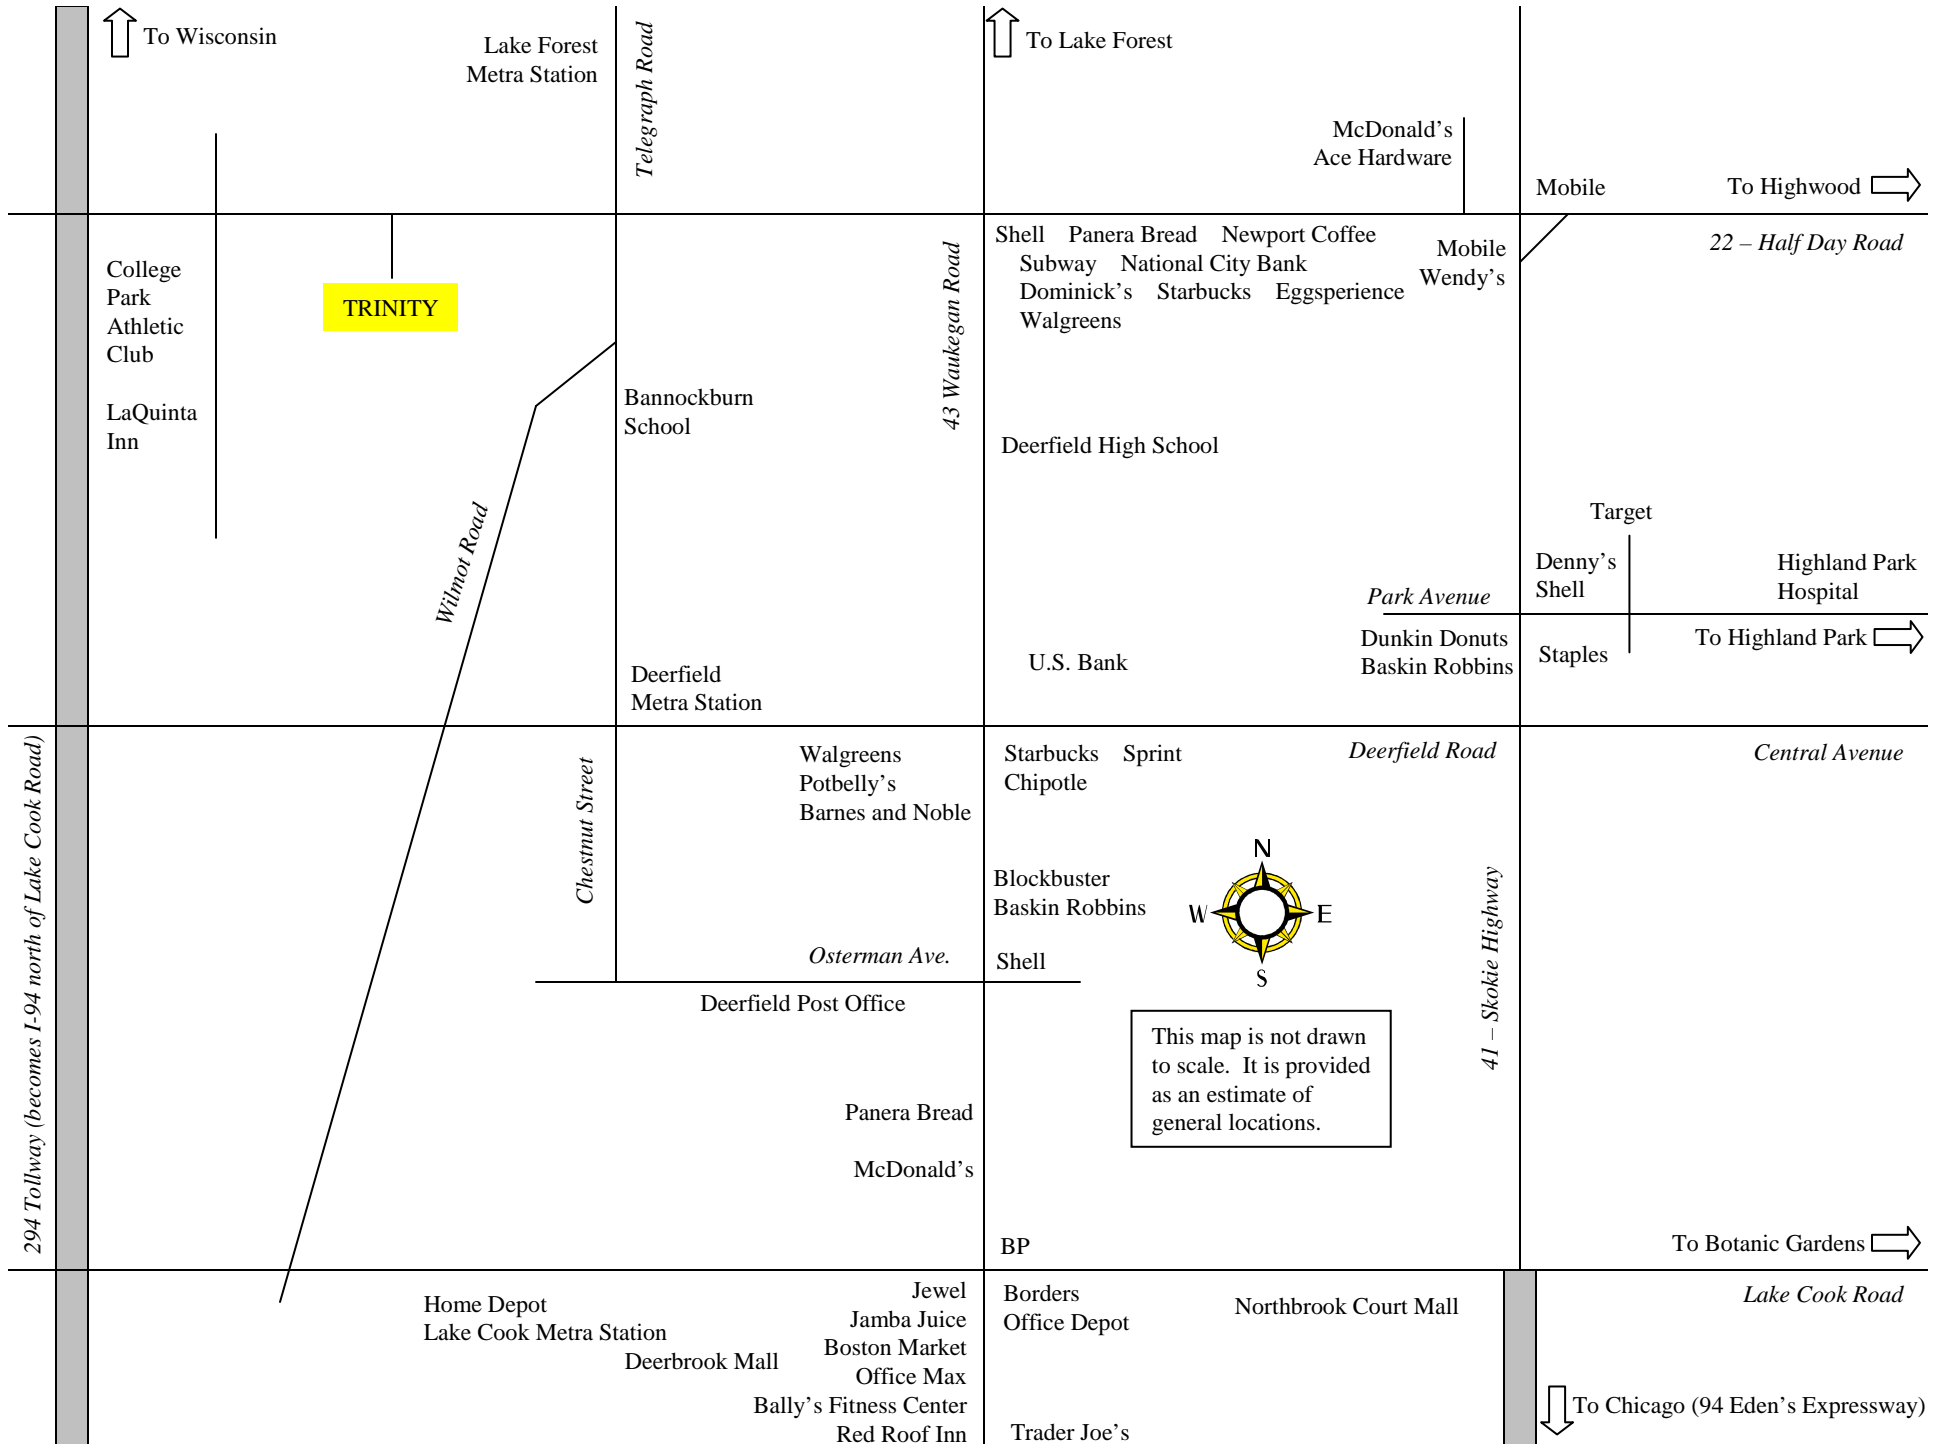 To Wisconsin
Lake Forest
Metra Station
Telegraph Road
To Lake Forest
McDonald's
Ace Hardware
Mobile
To Highwood
College
Park
Athletic
Club
LaQuinta
Inn
TRINITY
Bannockburn
School
43 Waukegan Road
Shell Panera Bread Newport Coffee
Subway National City Bank
Dominick's Starbucks Eggsperience
Walgreens
Mobile
Wendy's
22 – Half Day Road
Deerfield High School
Wilmot Road
Target
Denny's
Shell
Highland Park
Hospital
Park Avenue
Dunkin Donuts
Baskin Robbins
Staples
To Highland Park
U.S. Bank
Deerfield
Metra Station
294 Tollway (becomes I-94 north of Lake Cook Road)
Chestnut Street
Walgreens
Potbelly's
Barnes and Noble
Starbucks Sprint
Chipotle
Deerfield Road
Central Avenue
Blockbuster
Baskin Robbins
N
W
E
S
41 – Skokie Highway
Osterman Ave.
Shell
Deerfield Post Office
This map is not drawn
to scale. It is provided
as an estimate of
general locations.
Panera Bread
McDonald's
BP
To Botanic Gardens
Home Depot
Lake Cook Metra Station
Deerbrook Mall
Jewel
Jamba Juice
Boston Market
Office Max
Bally's Fitness Center
Red Roof Inn
Borders
Office Depot
Northbrook Court Mall
Lake Cook Road
Trader Joe's
To Chicago (94 Eden's Expressway)